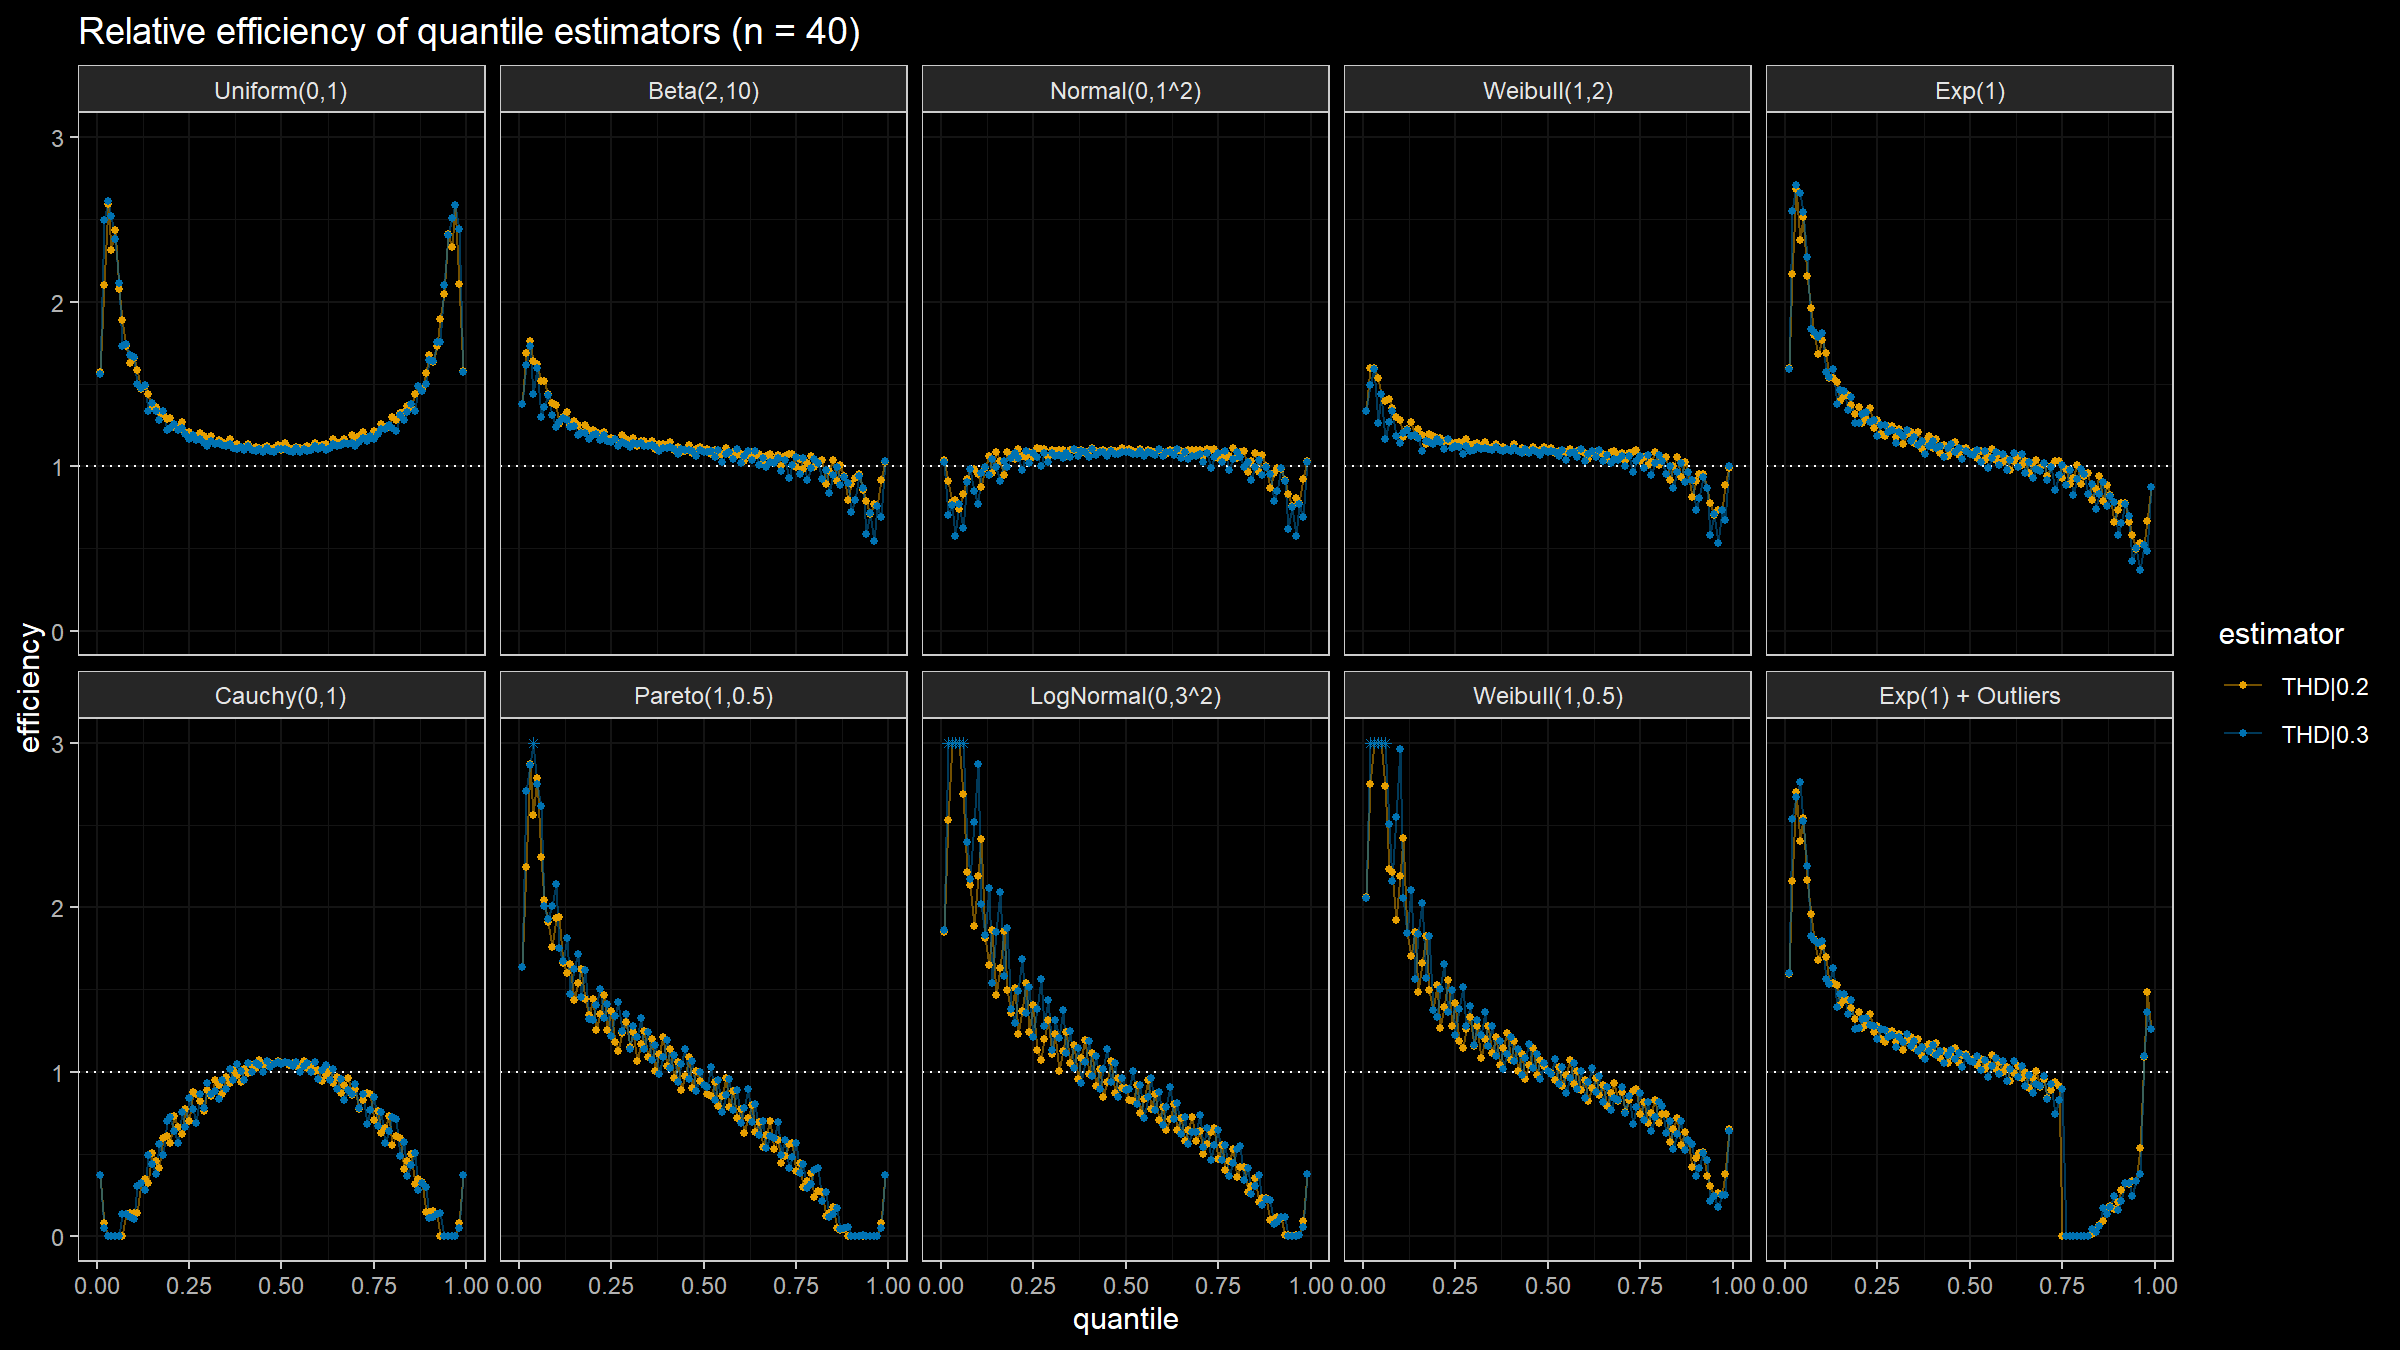 Relative efficiency of quantile estimators (n = 40)
Uniform(0,1)
Beta(2,10)
Normal(0,1^2)
Weibull(1,2)
Exp(1)
3
2
1
0
Cauchy(0,1)
Pareto(1,0.5)
LogNormal(0,3^2)
Weibull(1,0.5)
Exp(1) + Outliers
3
2
1
0
0.00 0.25 0.50 0.75 1.00
0.00 0.25 0.50 0.75 1.00
0.00 0.25 0.50 0.75 1.00
0.00 0.25 0.50 0.75 1.00
0.00 0.25 0.50 0.75 1.00
quantile
efficiency
estimator
THD|0.2
THD|0.3